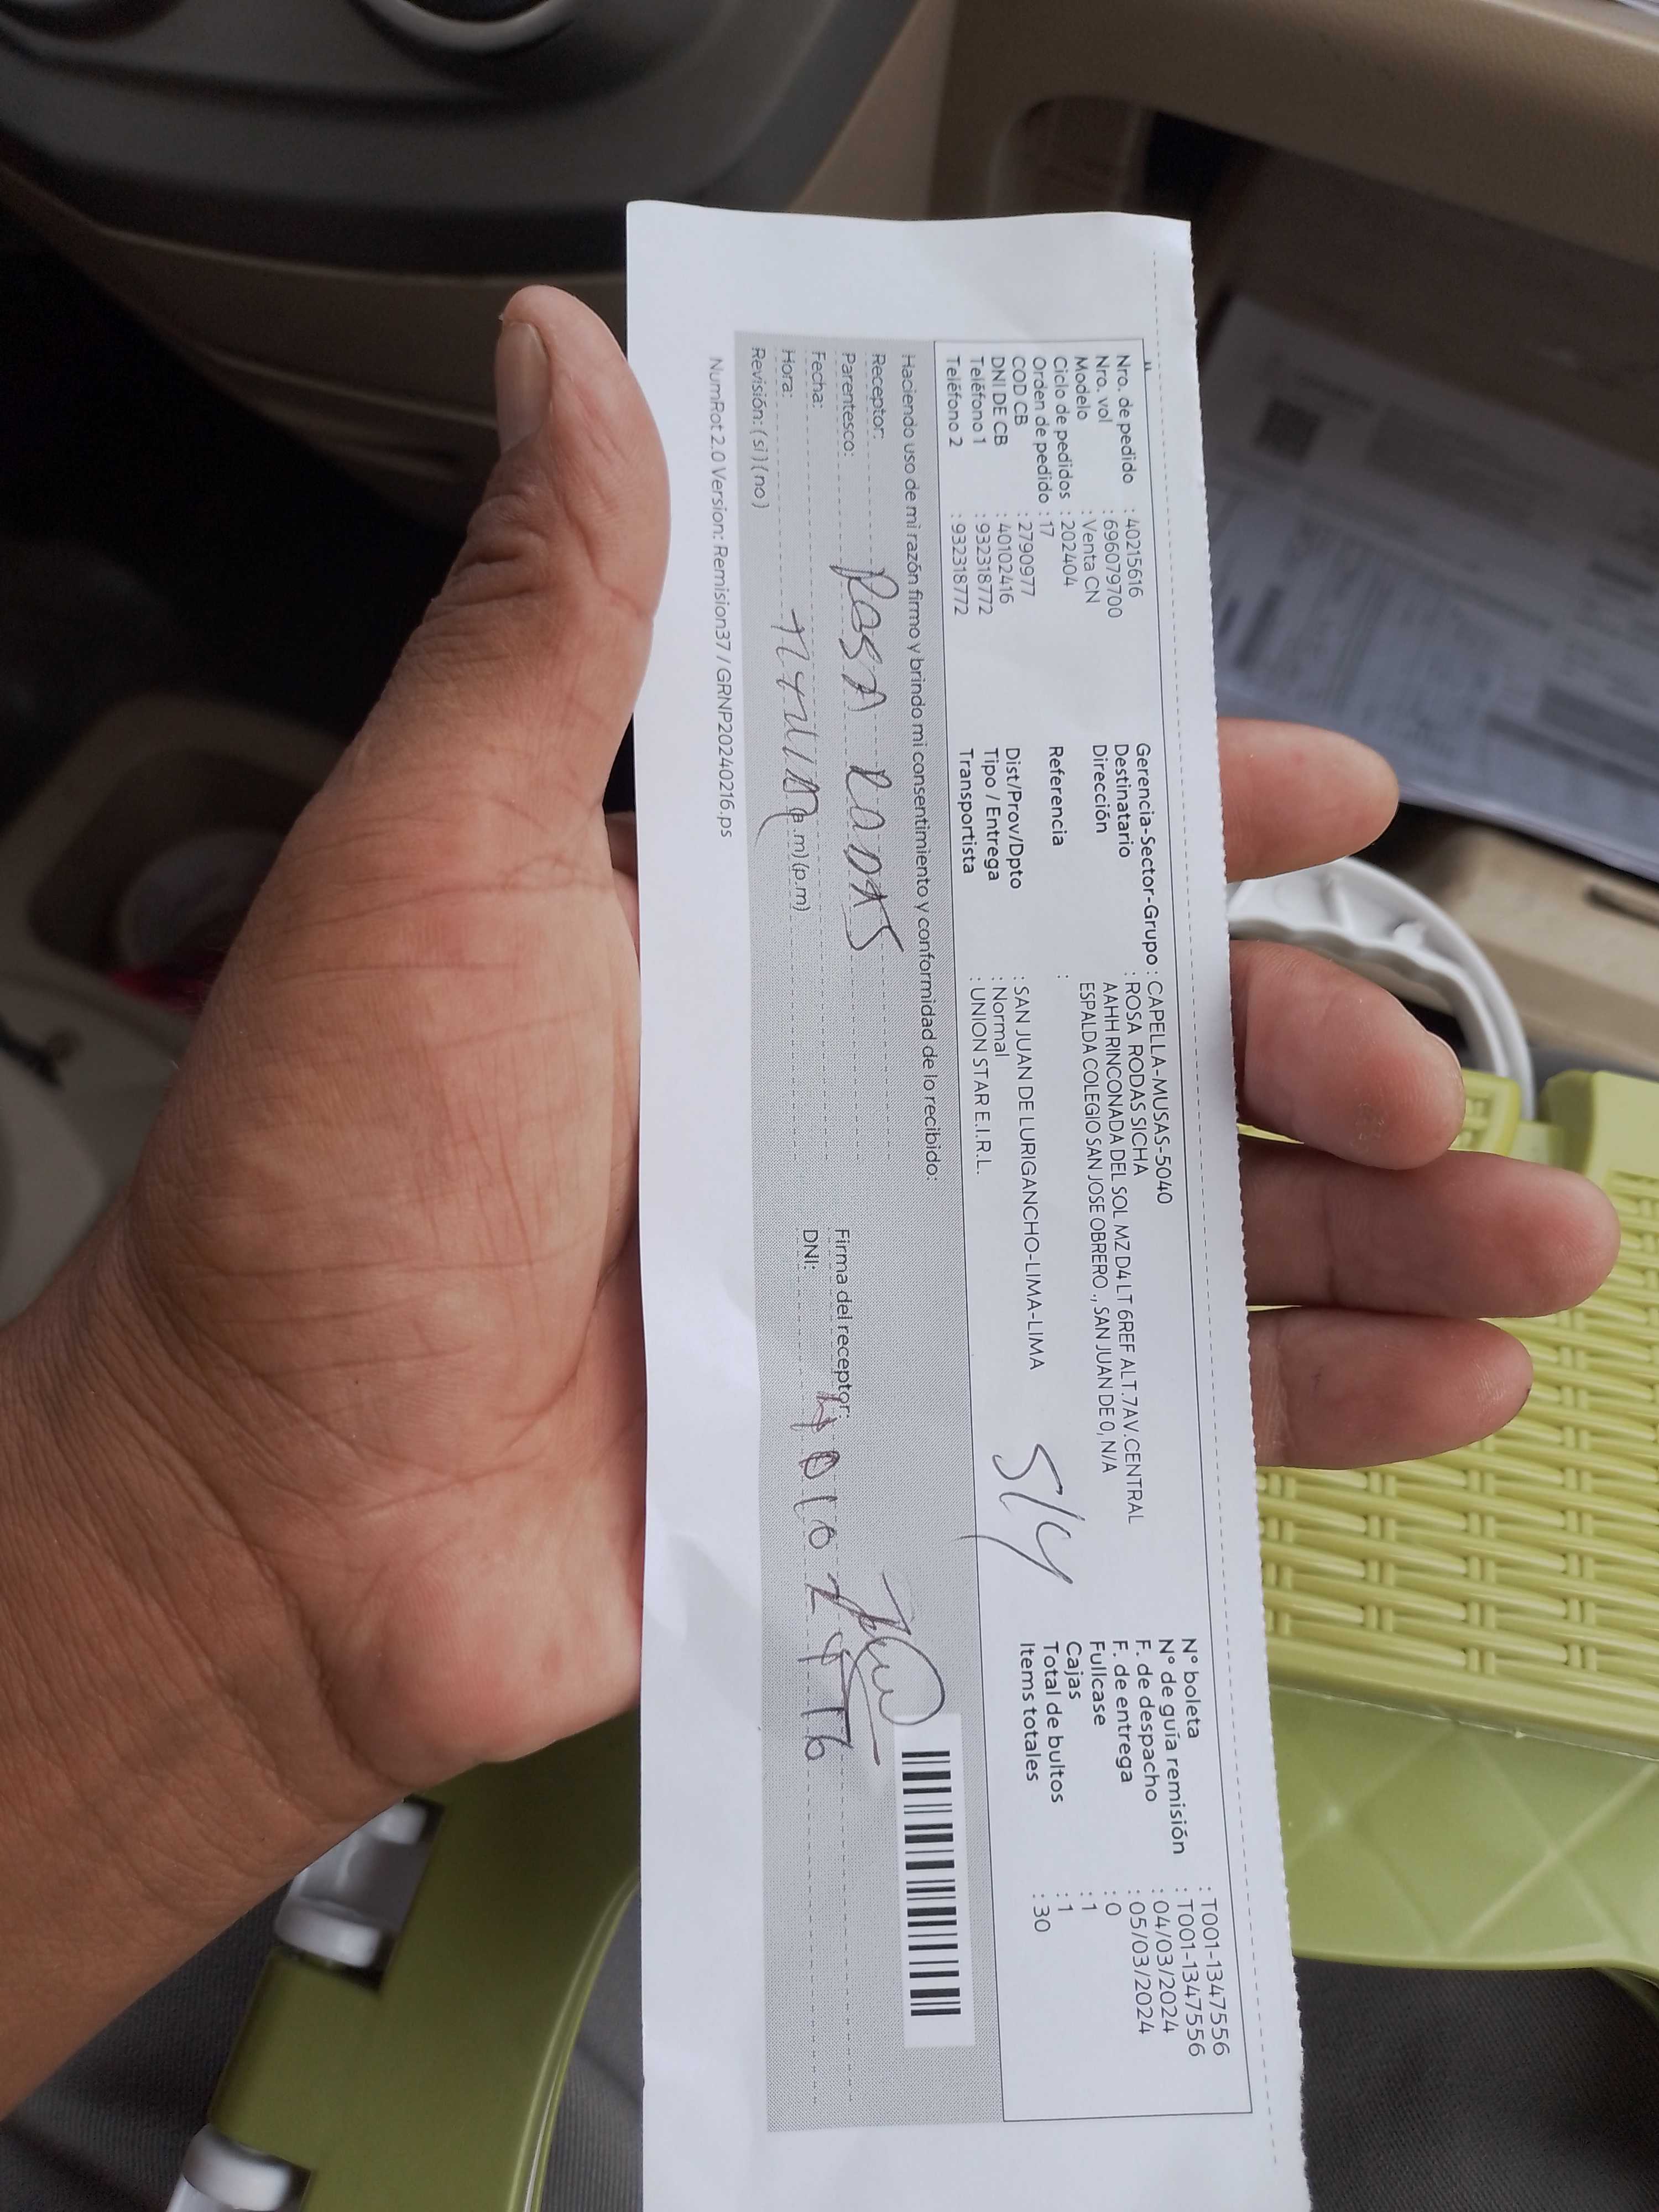 Nro. de pedido : 40215616
Nro. vol : 696079700
Modelo : Venta CN
Ciclo de pedidos : 202404
Orden de pedido : 17
COD CB : 2790977
DNI DE CB : 40102416
Teléfono 1 : 932318772
Teléfono 2 : 932318772
Gerencia-Sector-Grupo : CAPELLA-MUSAS-5040
Destinatario : ROSA RODAS SICHA
Dirección AAHH RINCONADA DEL SOL MZ D4 LT 6REF ALT.7AV.CENTRAL
ESPALDA COLEGIO SAN JOSE OBRERO ., SAN JUAN DE 0, N/A
Referencia :
Dist/Prov/Dpto : SAN JUAN DE LURIGANCHO-LIMA-LIMA
Tipo / Entrega : Normal
Transportista : UNION STAR E.I.R.L.
N° boleta : T001-1347556
N° de guía remisión : T001-1347556
F. de despacho : 04/03/2024
F. de entrega : 05/03/2024
Fullcase : 0
Cajas : 1
Total de bultos : 1
Items totales : 30
Haciendo uso de mi razón firmo y brindo mi consentimiento y conformidad de lo recibido:
Receptor: ROSA RODAS
Parentesco:
Fecha:
Hora: (a.m)(p.m)
Revisión: (si) (no)
Firma del receptor:
DNI: 40102416
NumRot 2.0 Version: Remision37 / GRNP20240216.ps